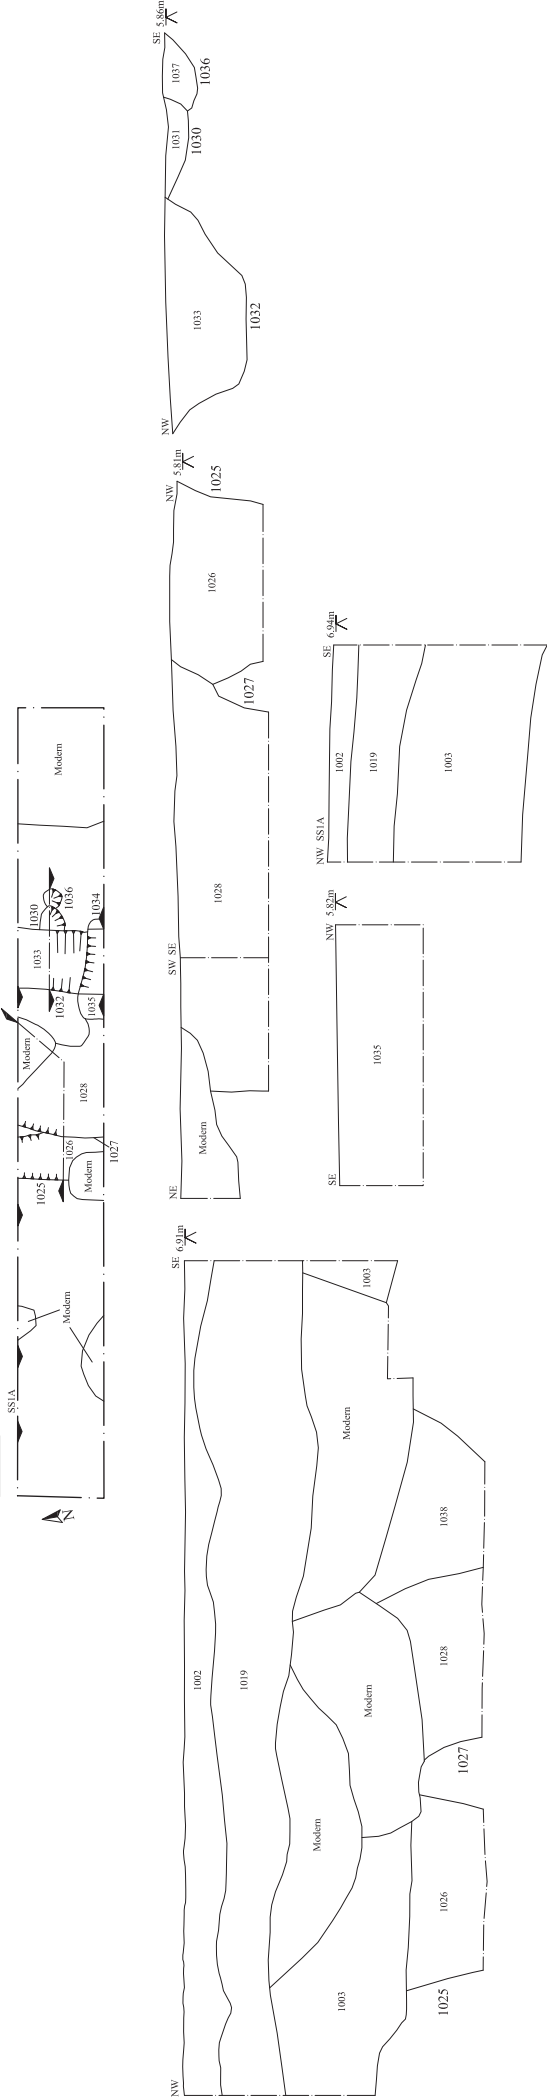 SE
5.86m
1037
1036
1031
1030
1033
1032
NW
NW
5.81m
1025
1026
1027
1028
SW SE
Modern
NE
Modern
1030
1036
1034
1033
1032
1035
Modern
1028
1026
1027
1025
Modern
Modern
SS1A
N
SE
6.94m
1002
1019
1003
NW SS1A
NW
5.82m
1035
SE
SE
6.91m
1003
Modern
1038
1002
1019
Modern
1028
1027
Modern
1026
1003
1025
NW